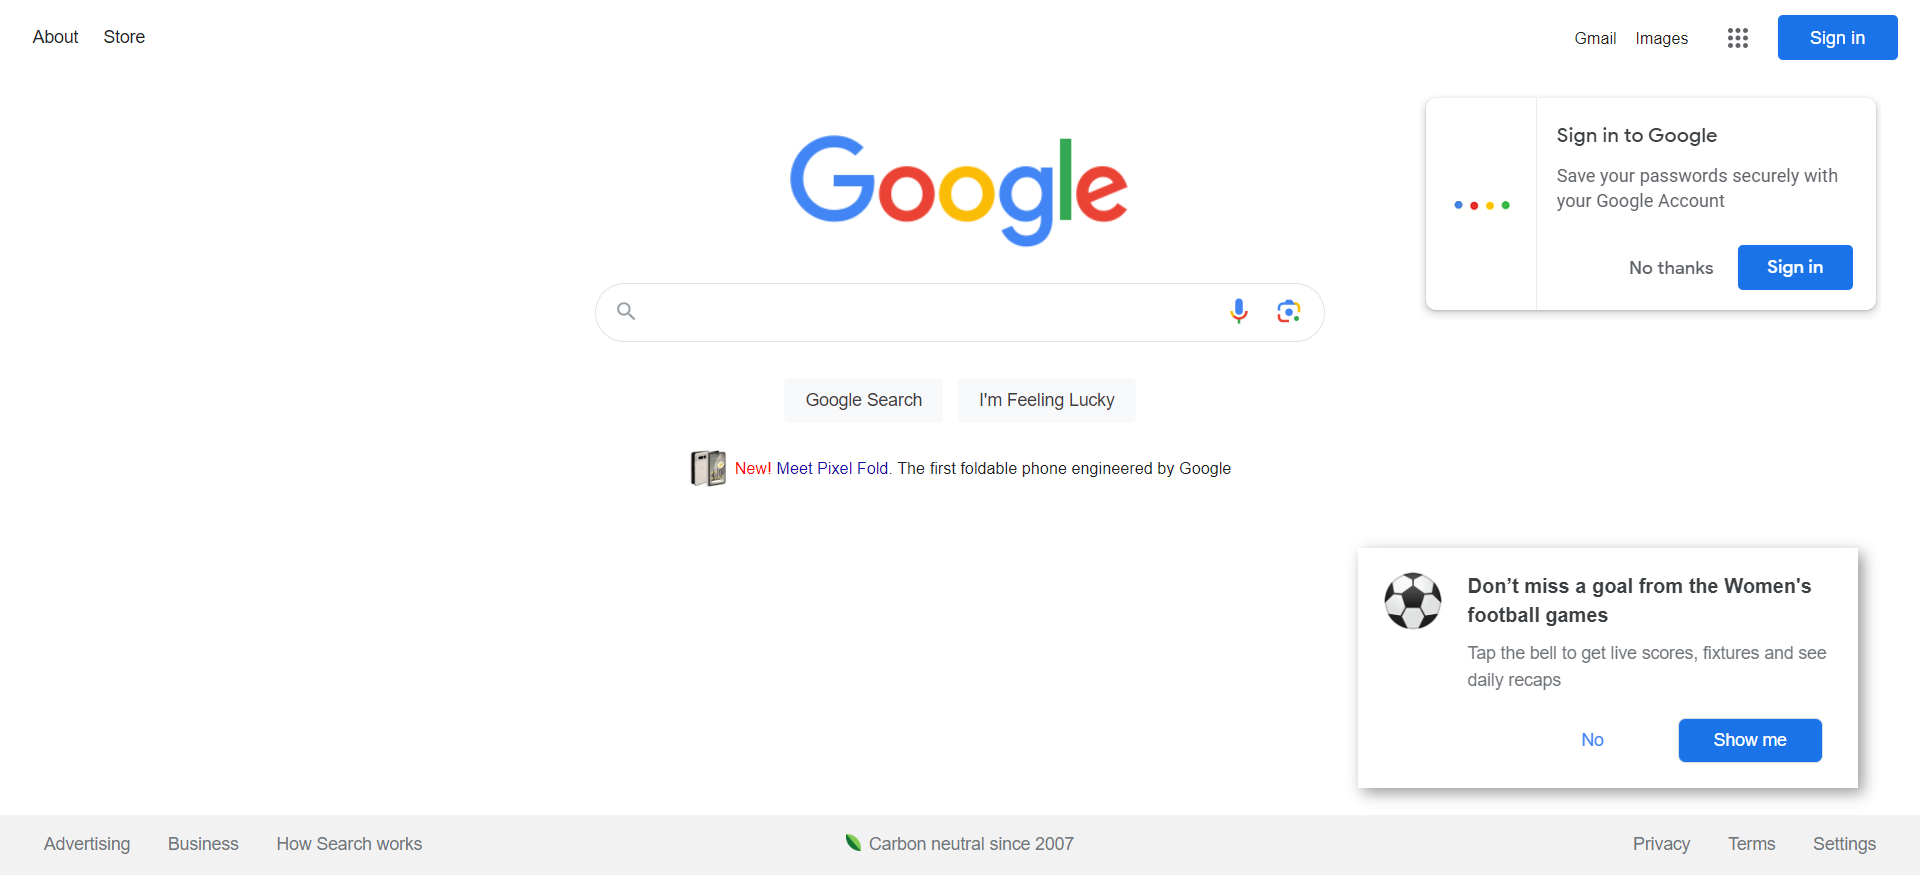 About Store
Gmail Images Sign in
Google
Sign in to Google
Save your passwords securely with
your Google Account
No thanks Sign in
Google Search I'm Feeling Lucky
New! Meet Pixel Fold. The first foldable phone engineered by Google
Don’t miss a goal from the Women's
football games
Tap the bell to get live scores, fixtures and see
daily recaps
No Show me
Advertising Business How Search works Carbon neutral since 2007 Privacy Terms Settings